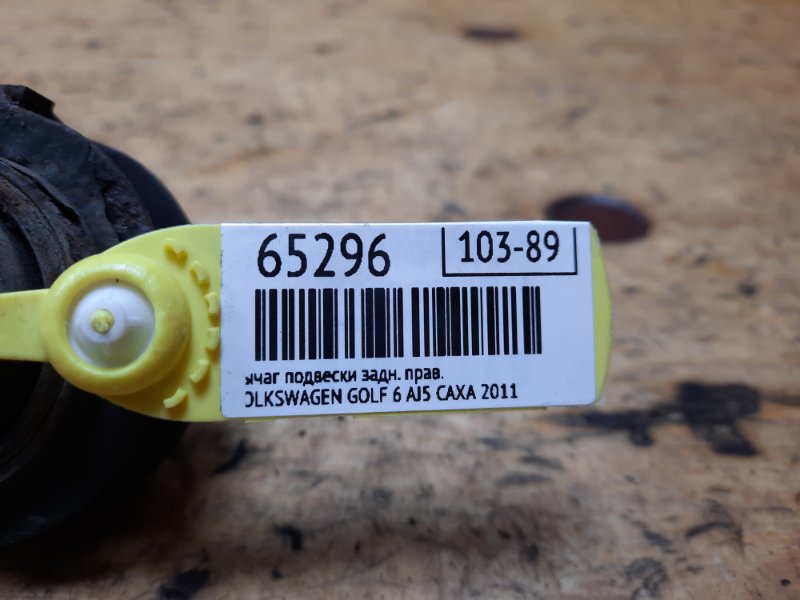 65296
103-89
ычаг подвески задн. прав.
OLKSWAGEN GOLF 6 AJ5 CAXA 2011